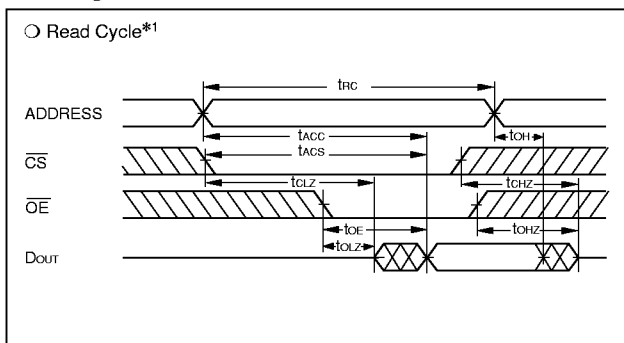 ○ Read Cycle*1
tRC
ADDRESS
tACC
tOH
tACS
CS
tCLZ
tCHZ
OE
tOE
tOHZ
tOLZ
DOUT